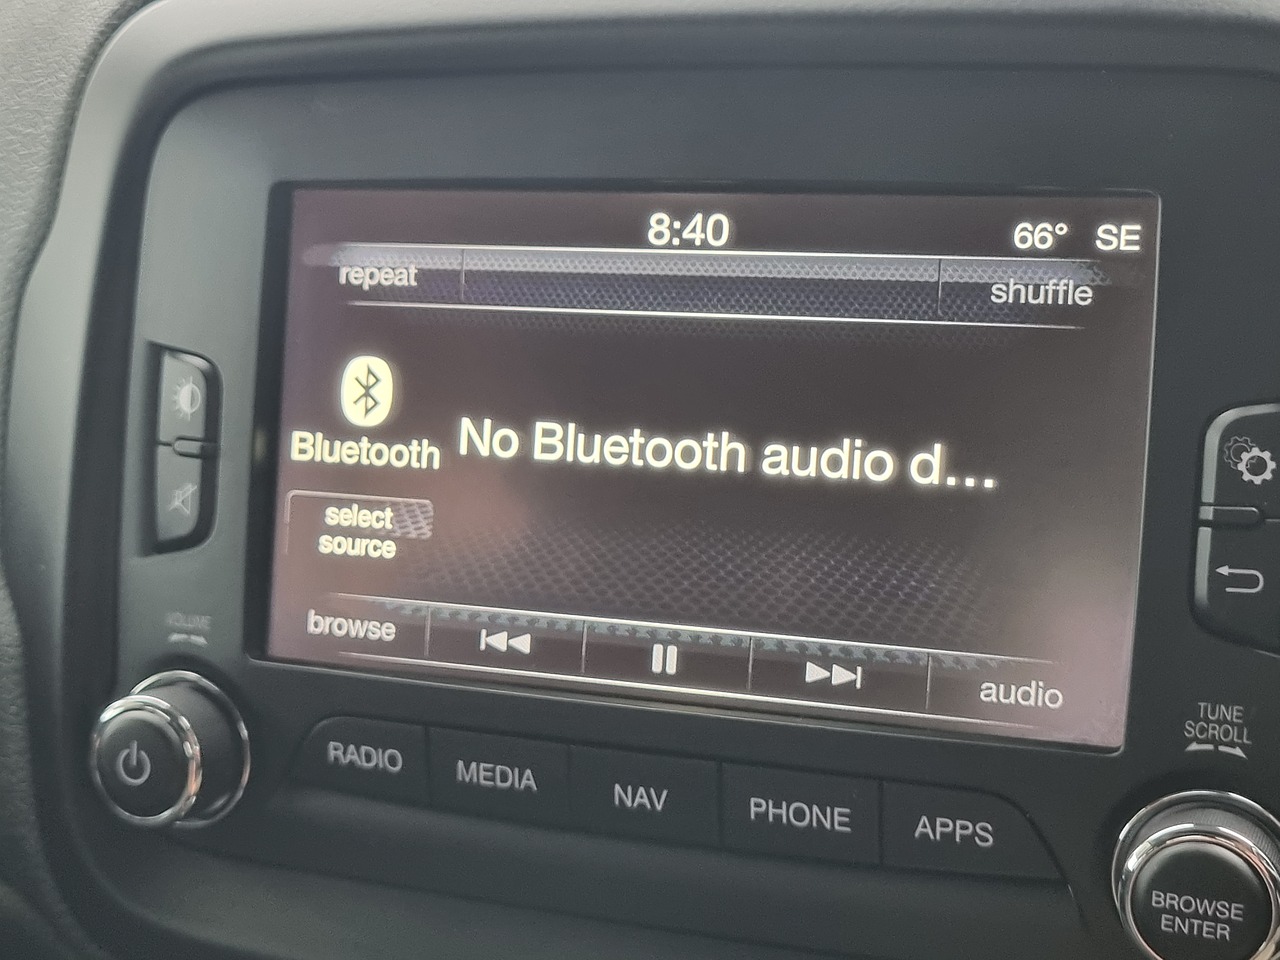 8:40
66° SE
repeat
shuffle
Bluetooth
No Bluetooth audio d...
select
source
browse
audio
VOLUME
RADIO
MEDIA
NAV
PHONE
APPS
TUNE
SCROLL
BROWSE
ENTER